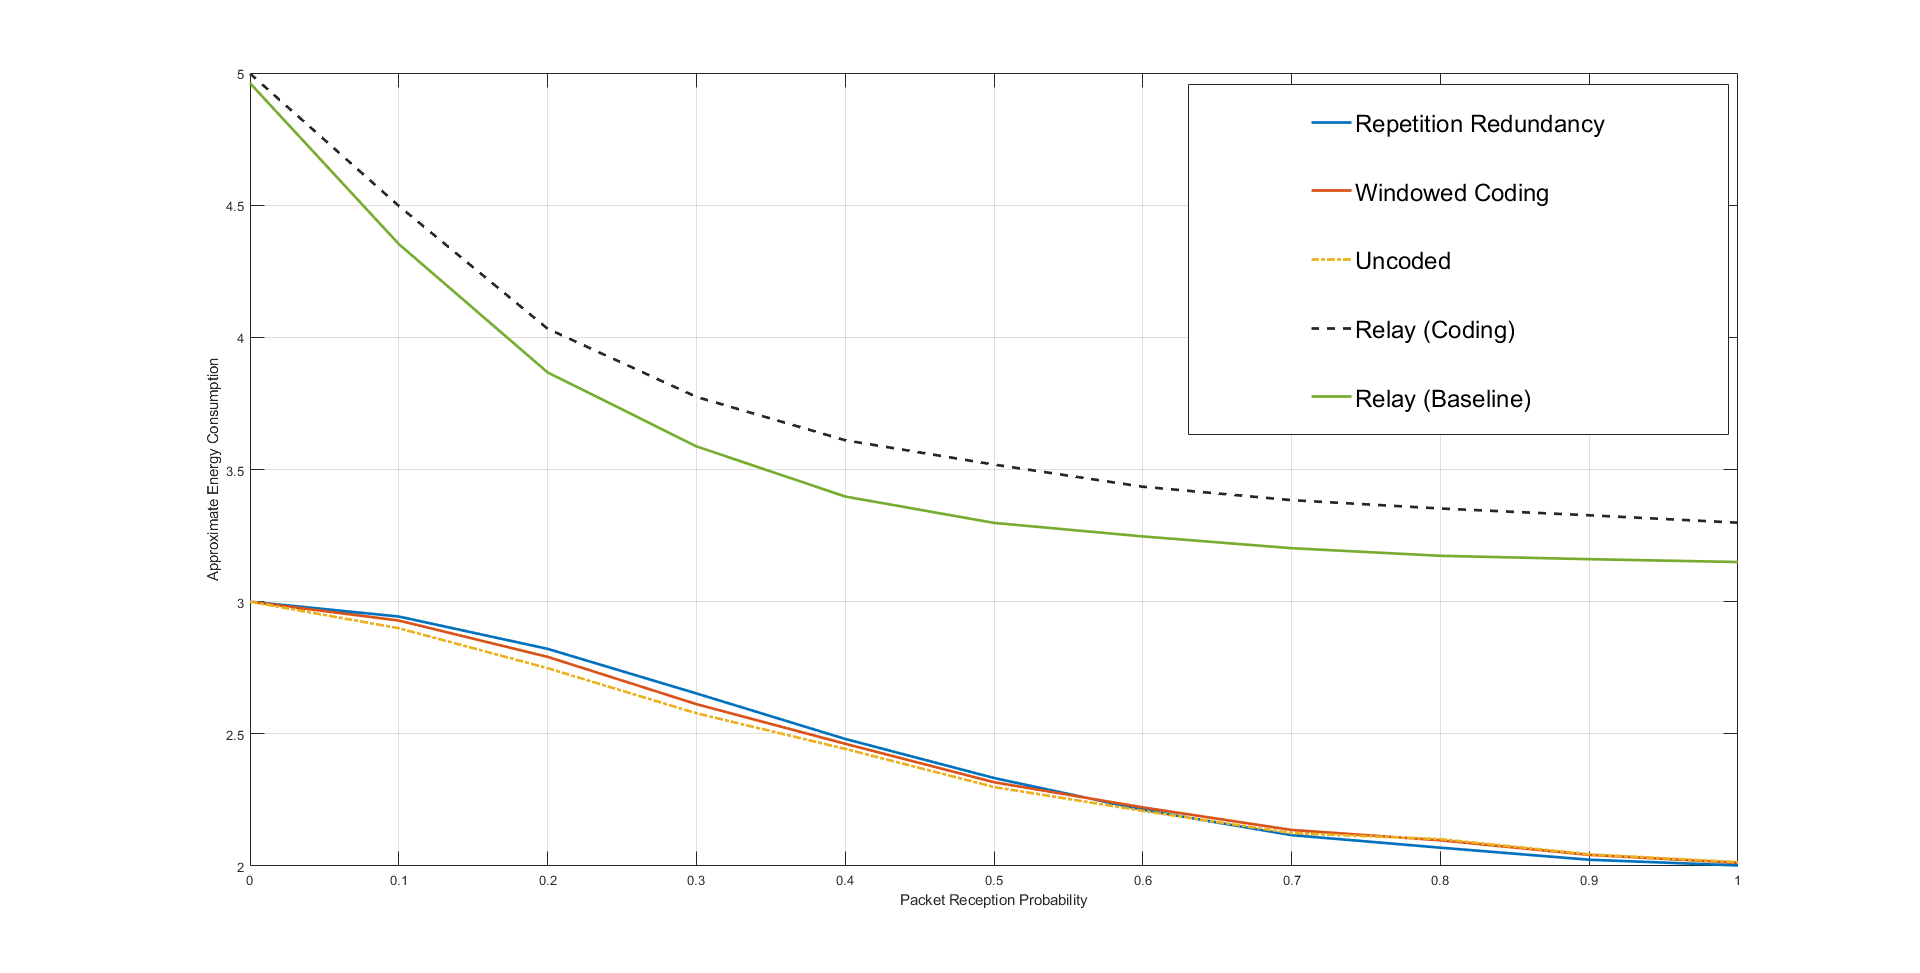 5
4.5
4
3.5
3
2.5
2
Approximate Energy Consumption
Repetition Redundancy
Windowed Coding
Uncoded
Relay (Coding)
Relay (Baseline)
0 0.1 0.2 0.3 0.4 0.5 0.6 0.7 0.8 0.9 1
Packet Reception Probability